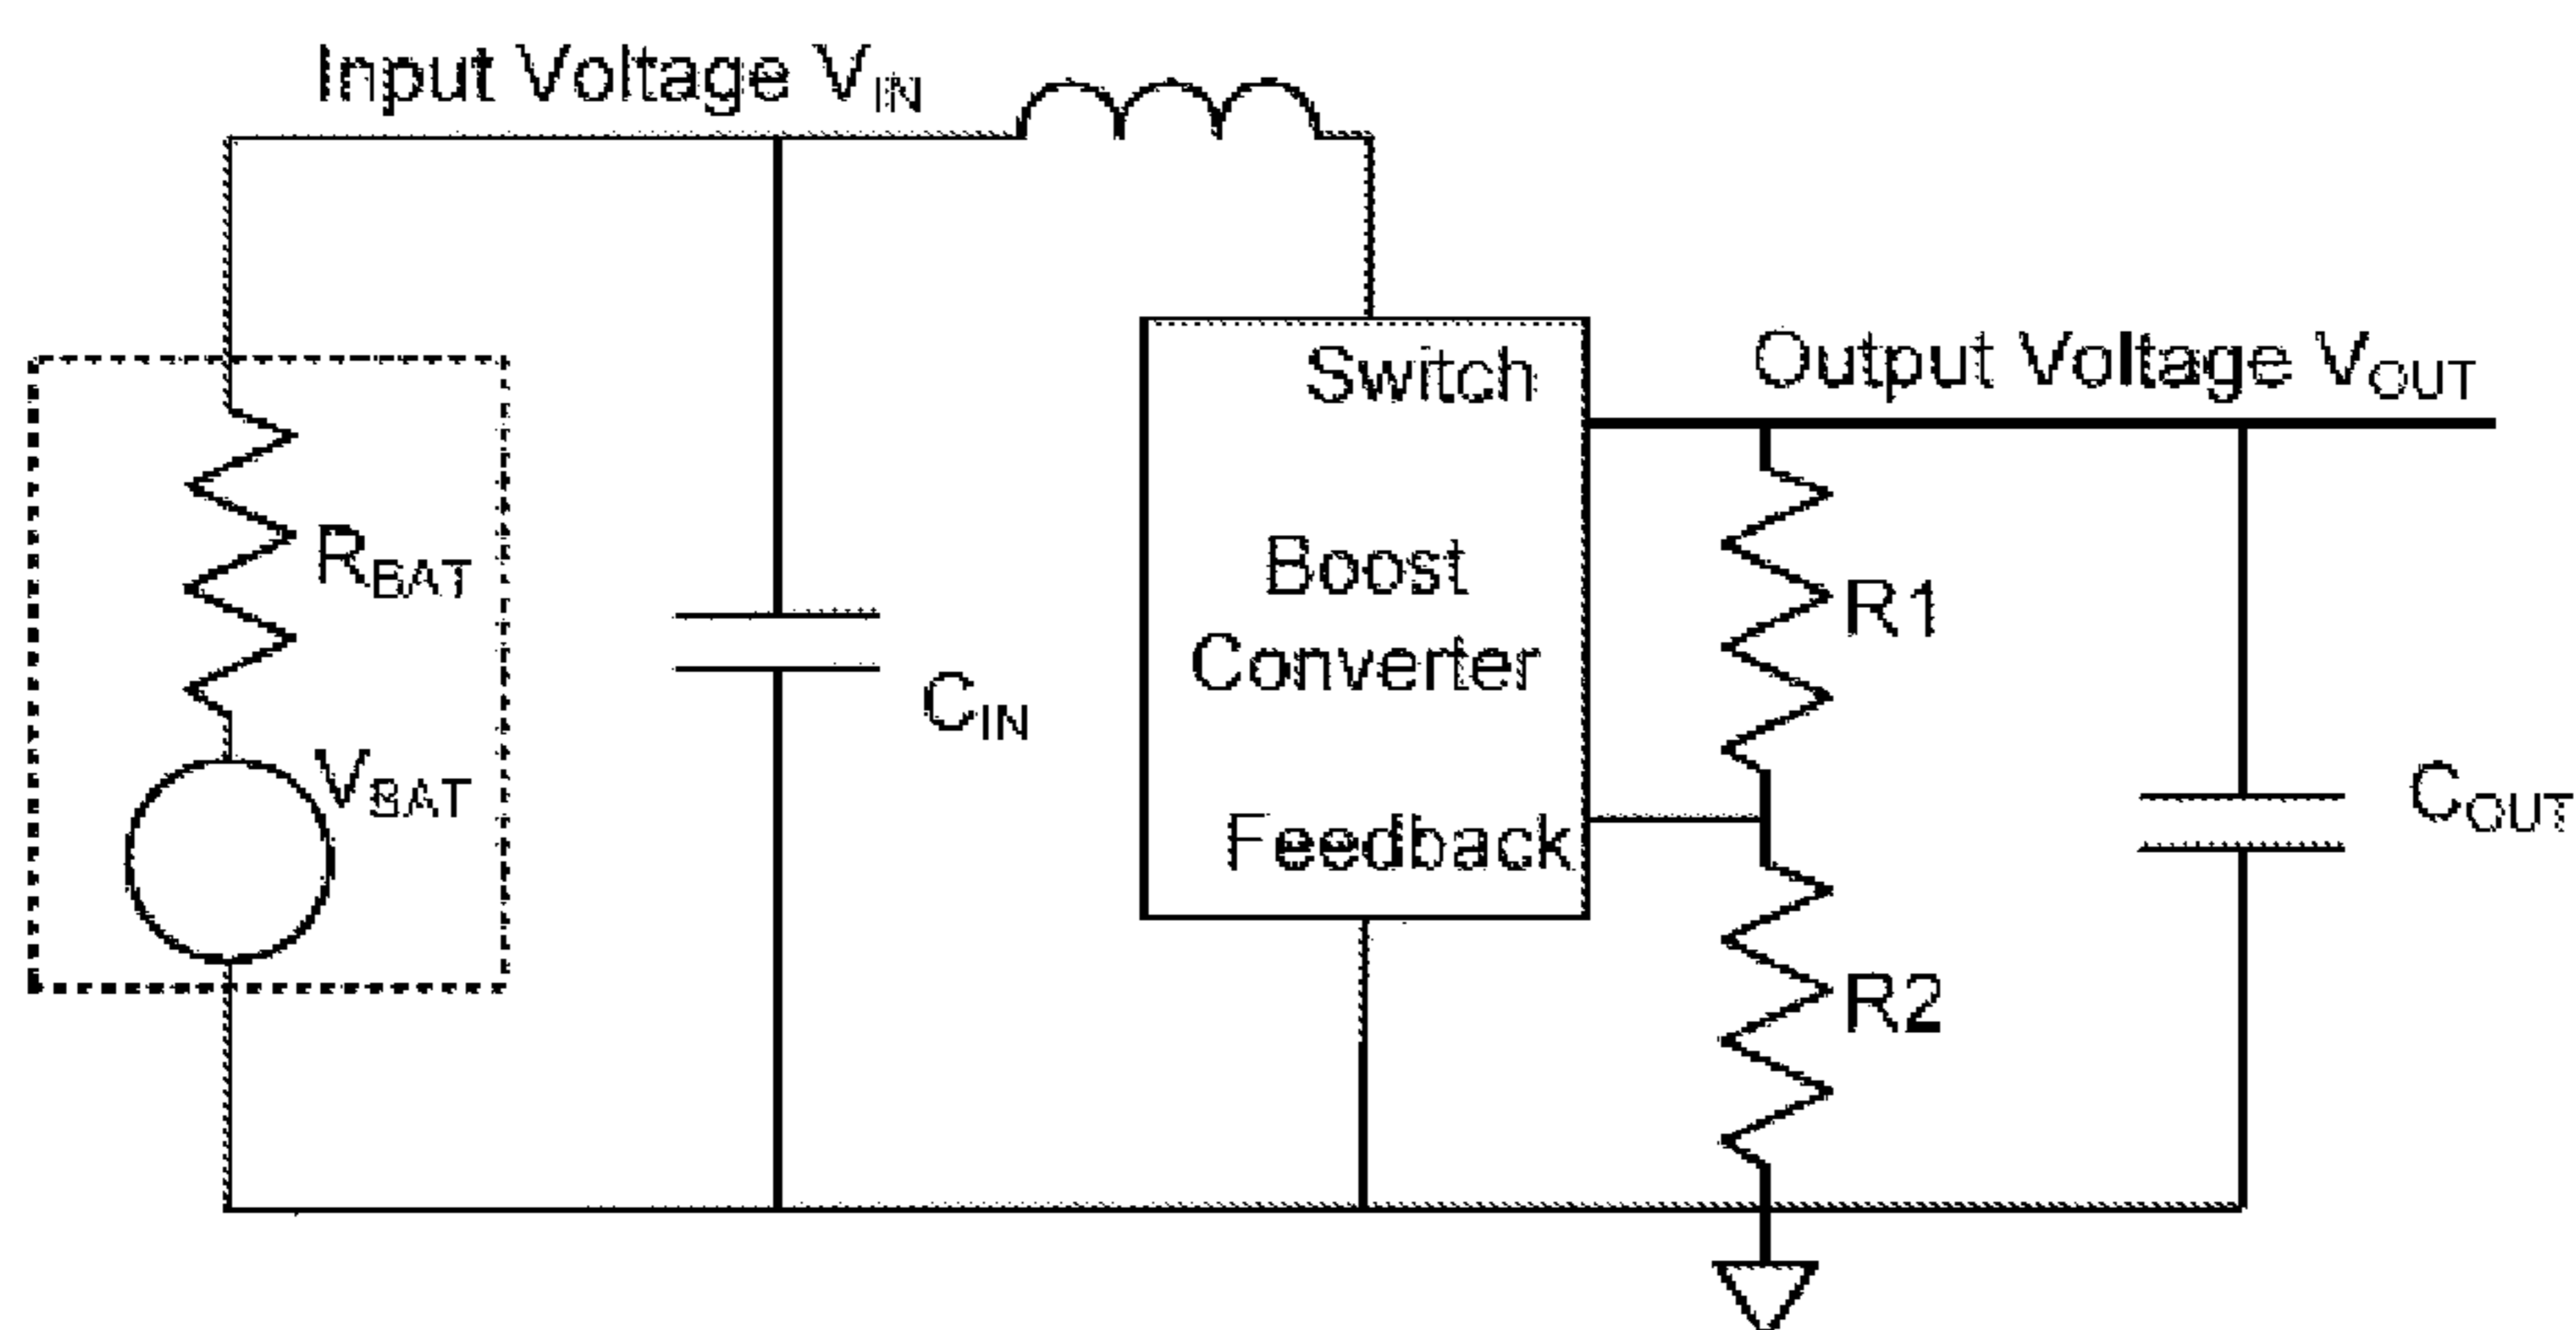 Input Voltage VIN
Switch
Output Voltage VOUT
RBAT
Boost
Converter
R1
CIN
VBAT
COUT
Feedback
R2